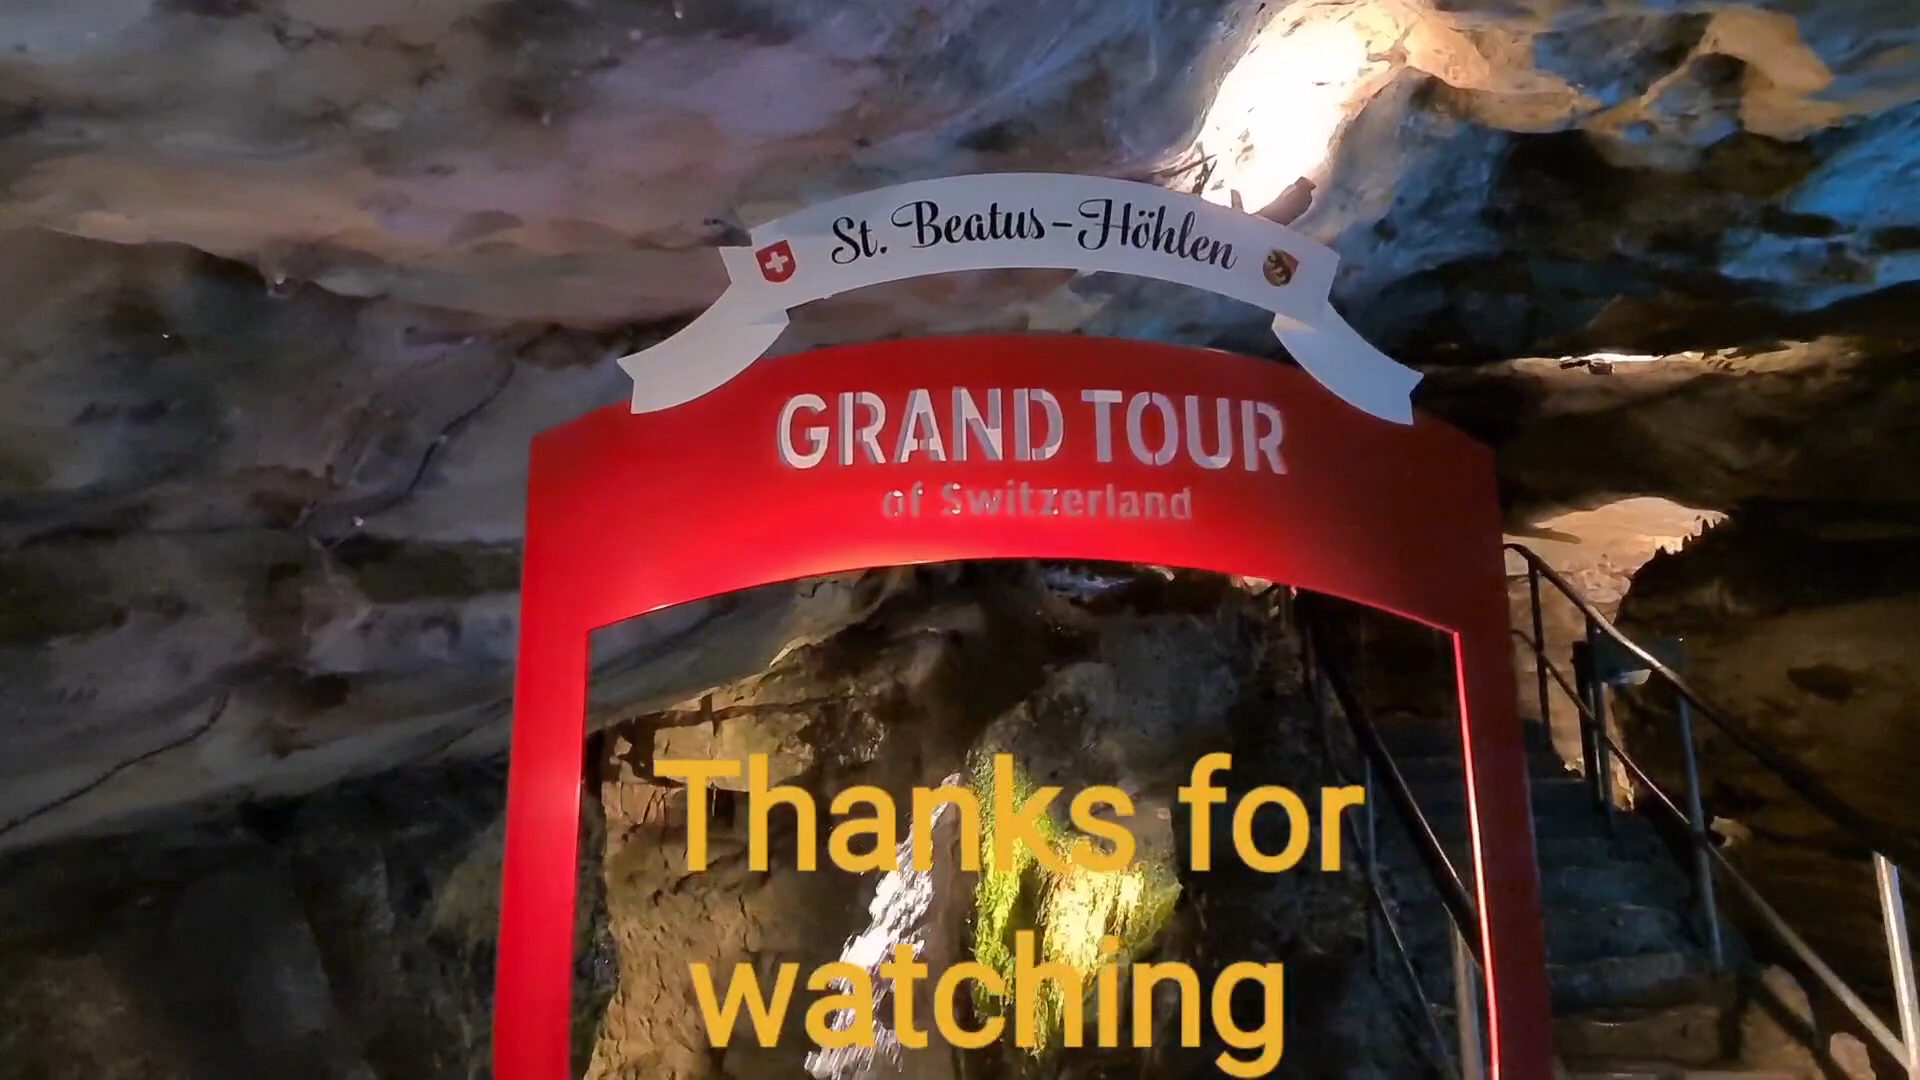 St. Beatus-Höhlen
GRAND TOUR
of Switzerland
Thanks for
watching